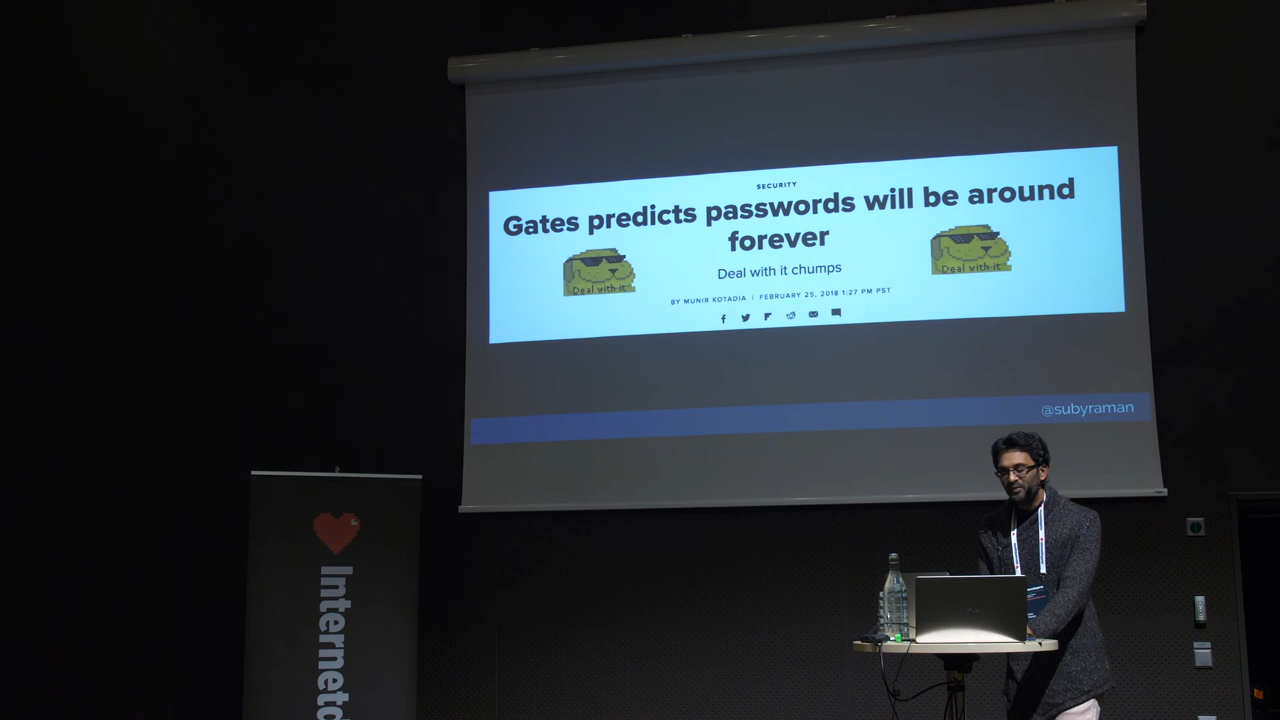 SECURITY
Gates predicts passwords will be around
forever
Deal with it
Deal with it
Deal with it chumps
BY MUNIR KOTADIA | FEBRUARY 25, 2018 1:27 PM PST
@subyraman